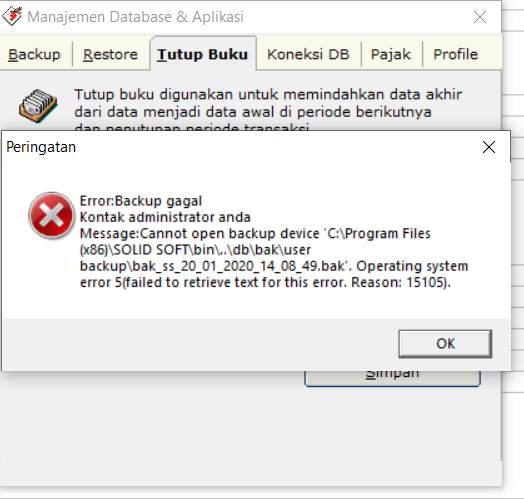 Manajemen Database & Aplikasi
Backup Restore Tutup Buku Koneksi DB Pajak Profile
Tutup buku digunakan untuk memindahkan data akhir
dari data menjadi data awal di periode berikutnya
dan penutupan periode transaksi.
Peringatan
Error:Backup gagal
Kontak administrator anda
Message:Cannot open backup device 'C:\Program Files
(x86)\SOLID SOFT\bin\..\db\bak\user
backup\bak_ss_20_01_2020_14_08_49.bak'. Operating system
error 5(failed to retrieve text for this error. Reason: 15105).
OK
Simpan